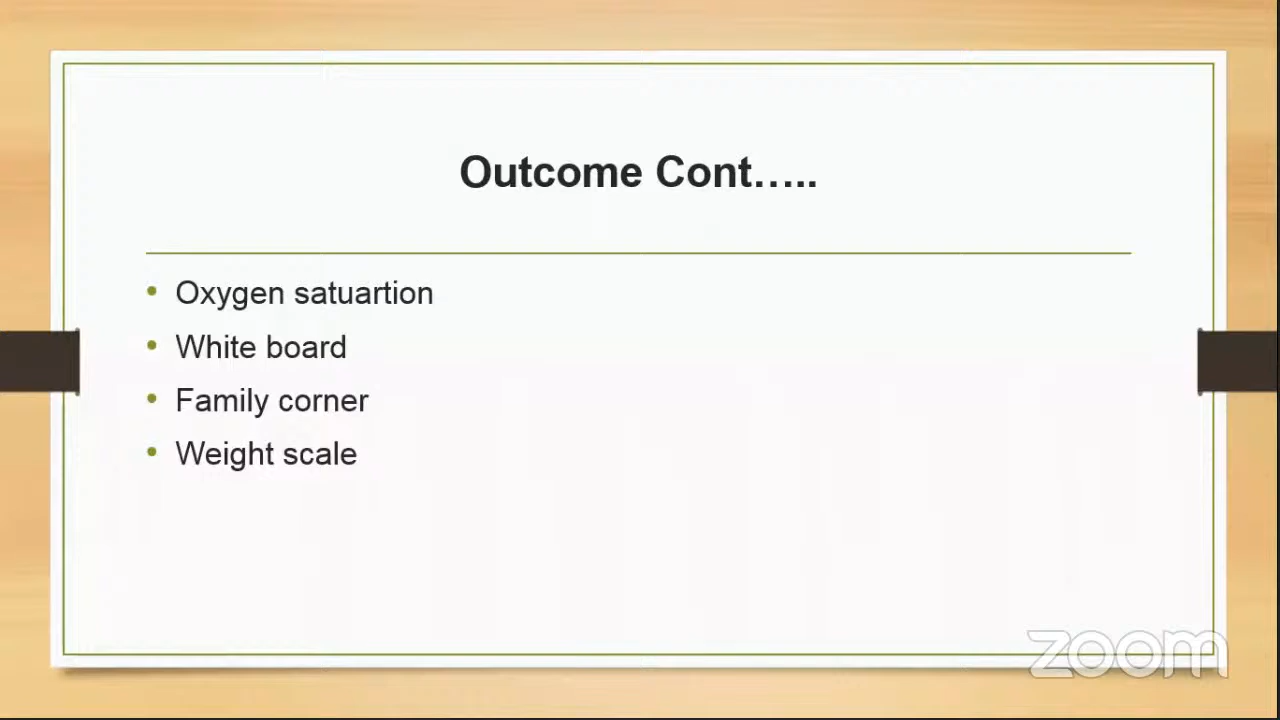 Outcome Cont…..
• Oxygen satuartion
• White board
• Family corner
• Weight scale
zoom